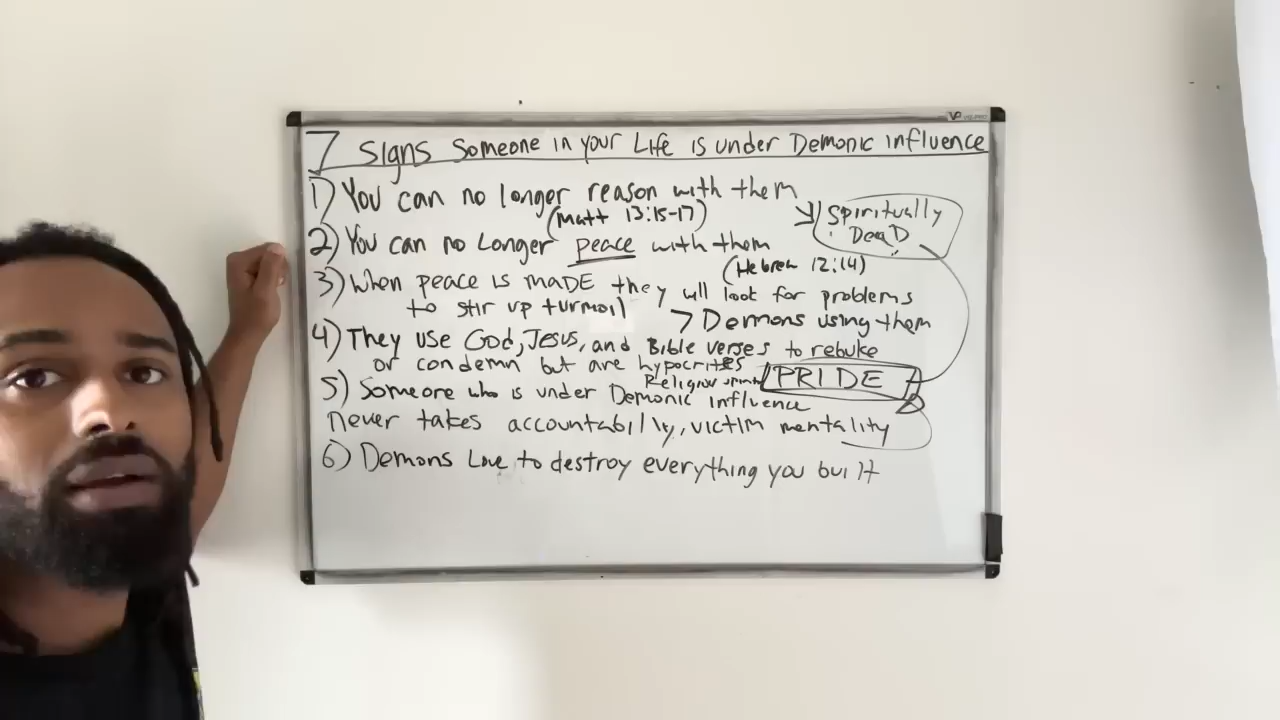 7 Signs Someone in your Life is under Demonic influence
1) You can no longer reason with them
(Matt 13:15-17)
Spiritually
DeaD
2) You can no Longer peace with them
(Hebrew 12:14)
3) When peace is maDE they will look for problems
to stir up turmoil
> Demons using them
4) They use God, Jesus, and Bible verses to rebuke
or condemn but are hypocrites
Religious spirit
PRIDE
5) Someone who is under Demonic influence
Never takes accountability, victim mentality
6) Demons Love to destroy everything you built